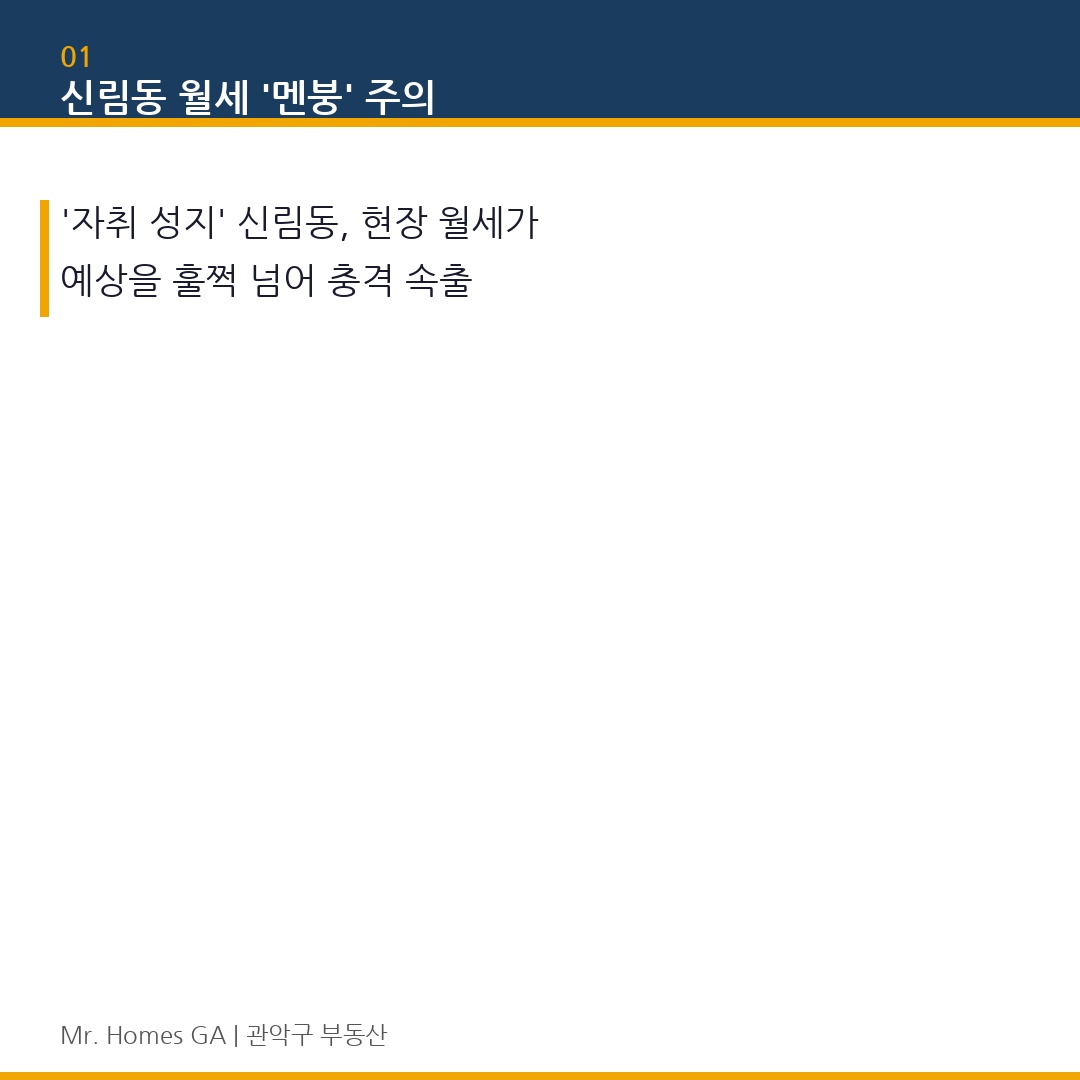 01
신림동 월세 '멘붕' 주의
'자취 성지' 신림동, 현장 월세가
예상을 훌쩍 넘어 충격 속출
Mr. Homes GA | 관악구 부동산